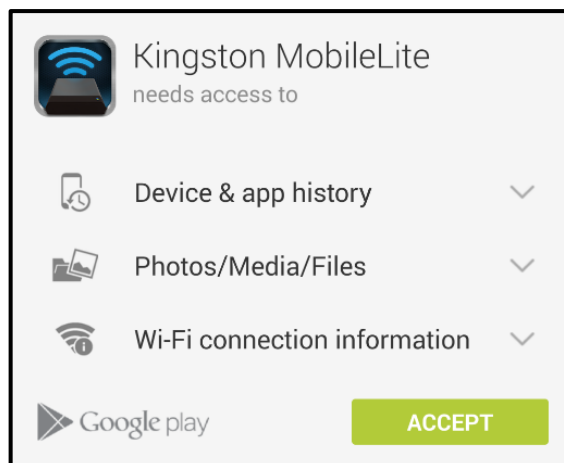 Kingston MobileLite
needs access to
Device & app history
Photos/Media/Files
Wi-Fi connection information
Google play
ACCEPT